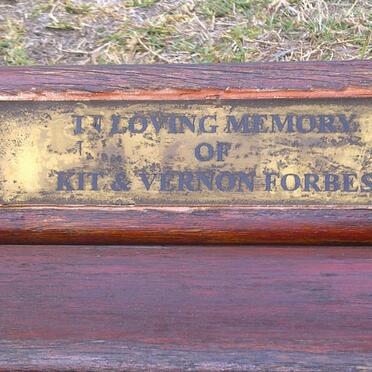 IN LOVING MEMORY
OF
KIT & VERNON FORBES